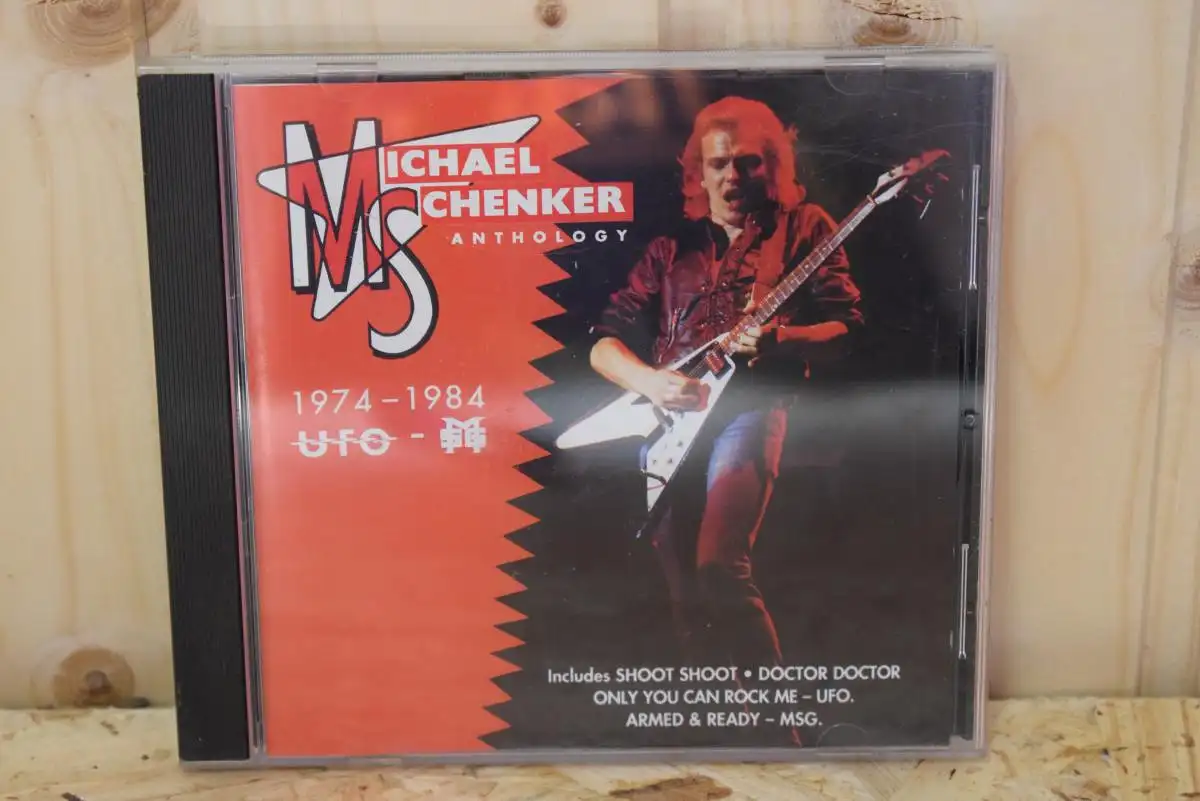 MS
MICHAEL
SCHENKER
ANTHOLOGY
1974 – 1984
UFO - MSG
Includes SHOOT SHOOT • DOCTOR DOCTOR
ONLY YOU CAN ROCK ME – UFO.
ARMED & READY – MSG.